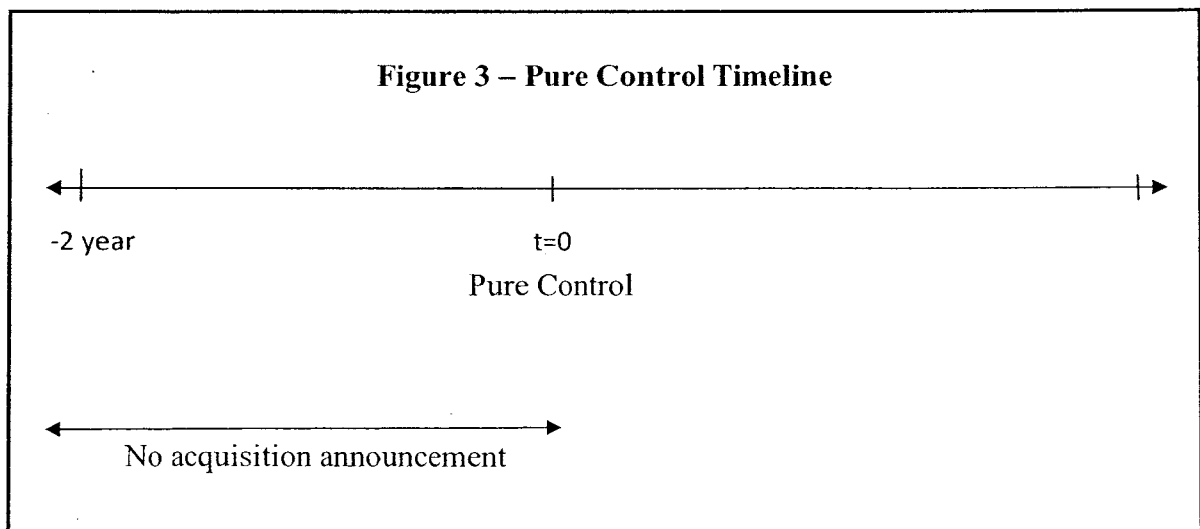 Figure 3 – Pure Control Timeline
-2 year
t=0
Pure Control
No acquisition announcement